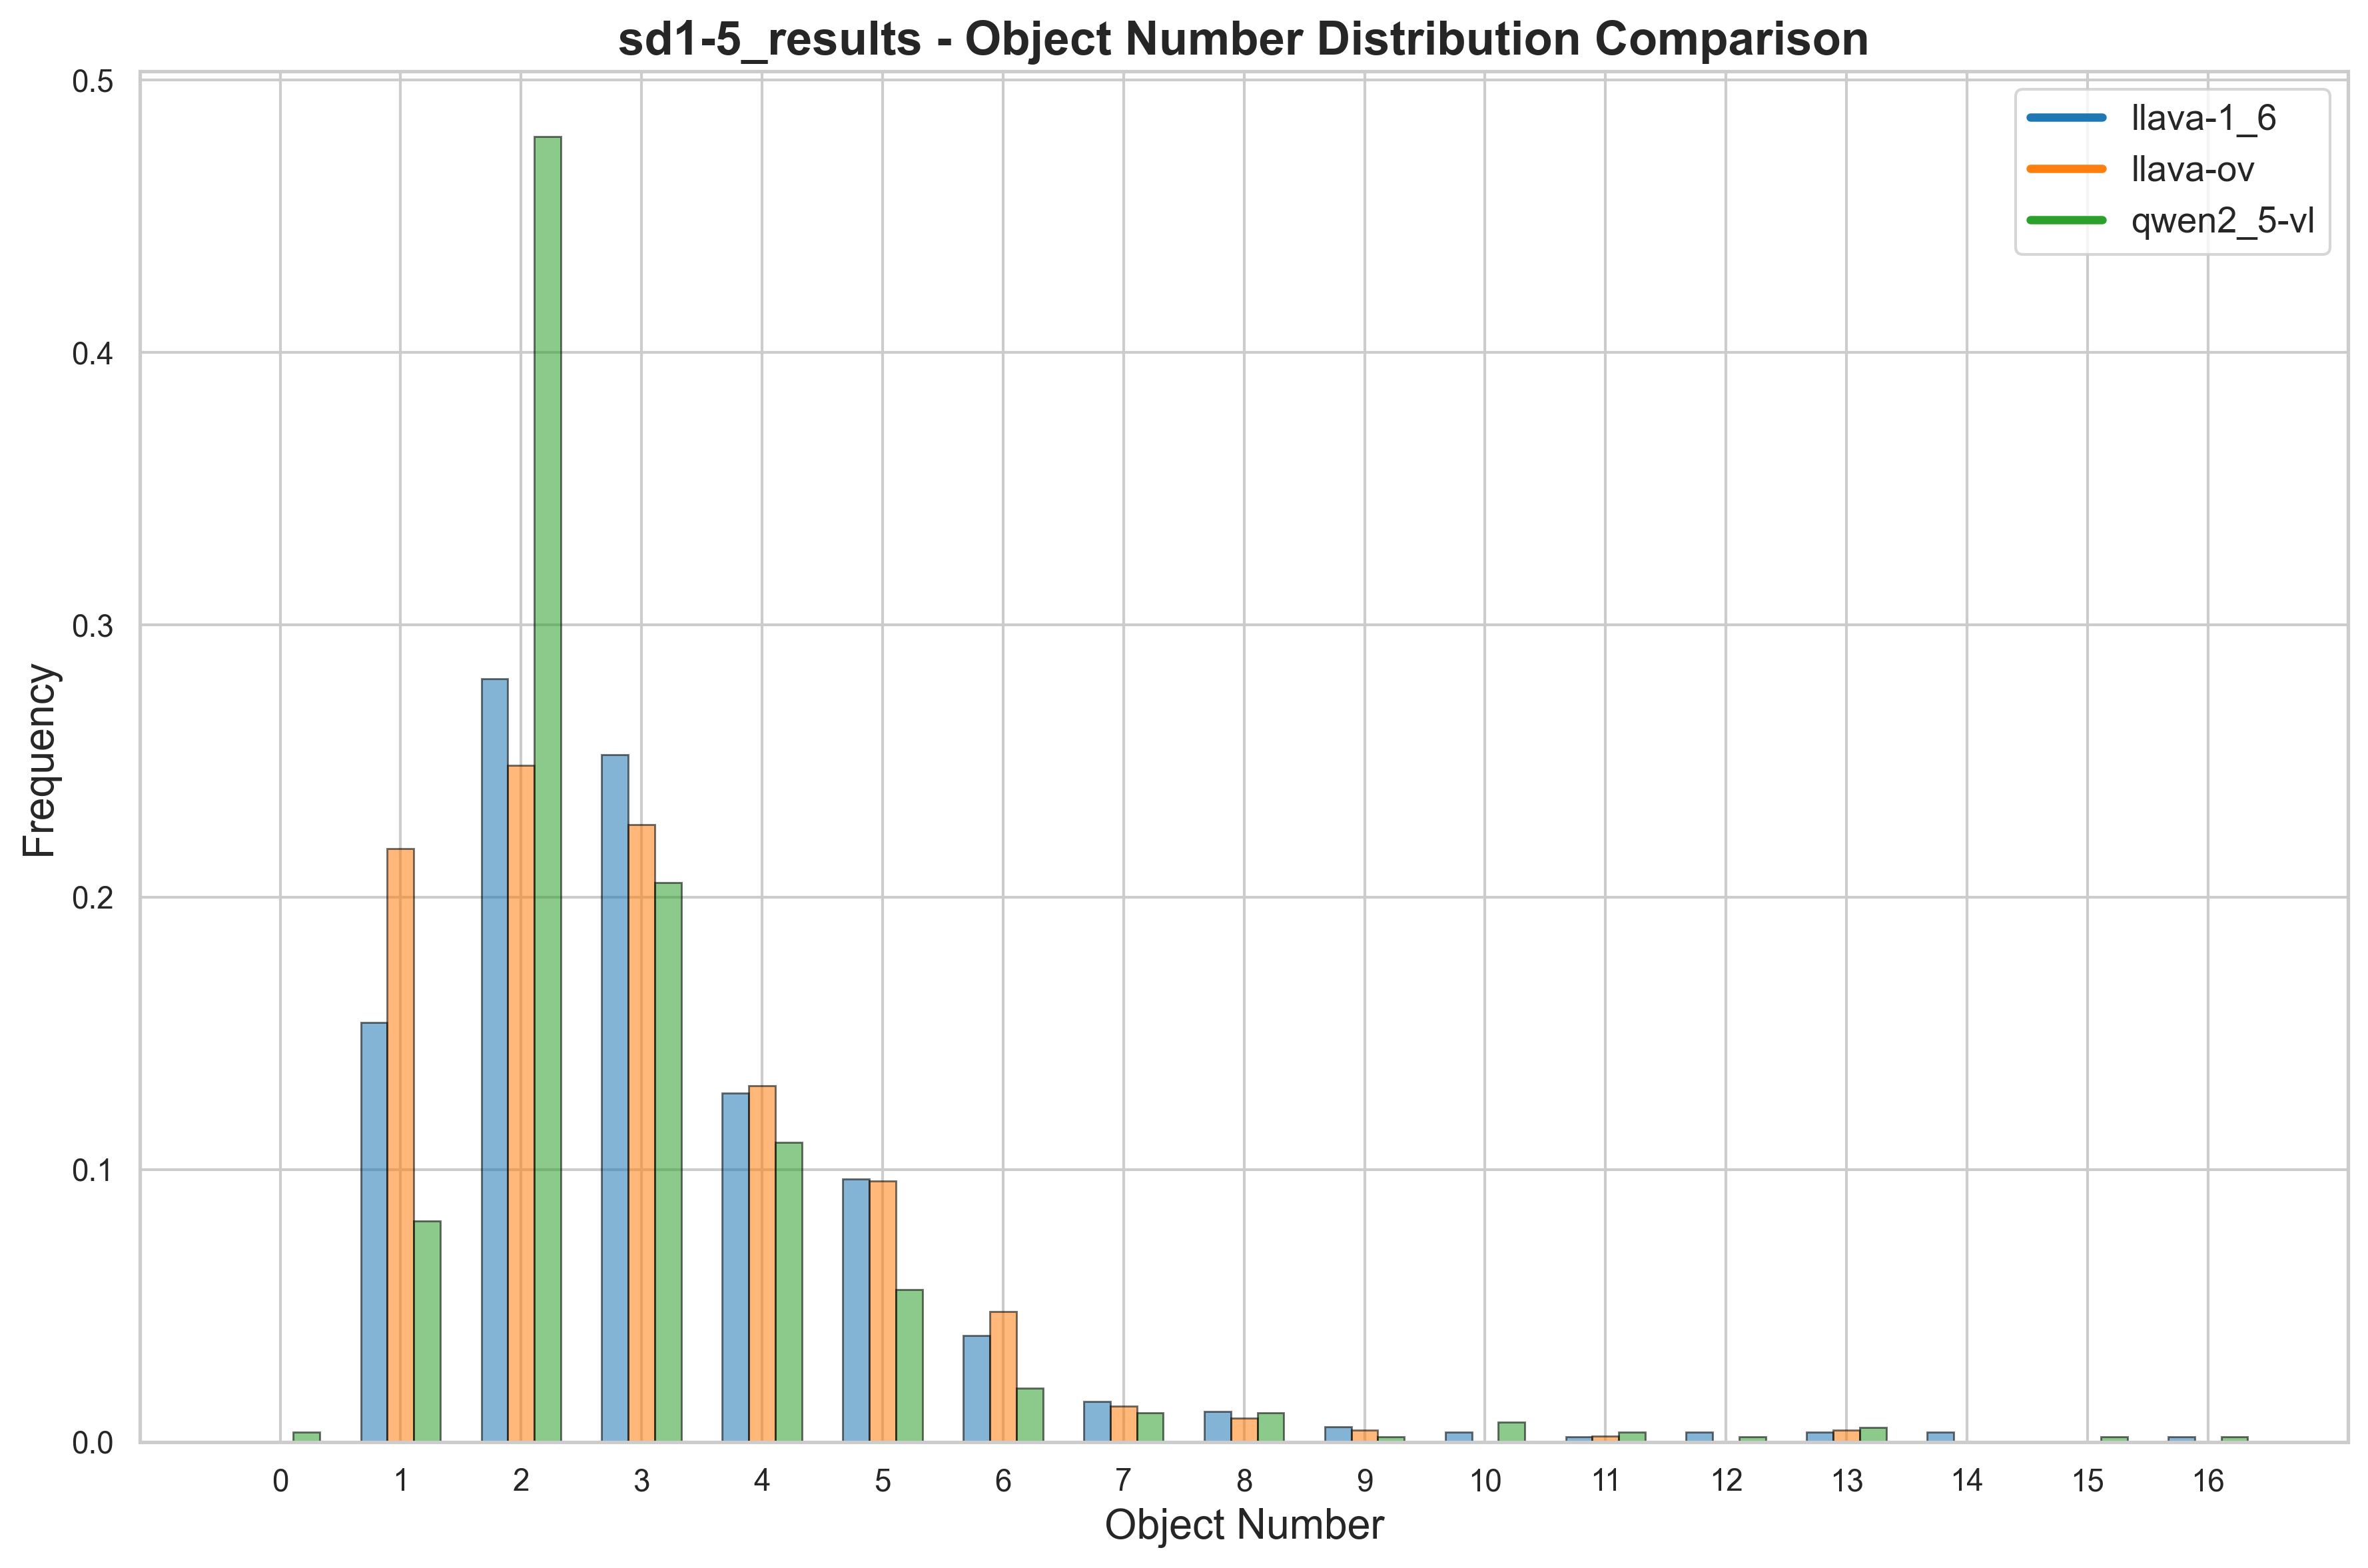 sd1-5_results - Object Number Distribution Comparison
llava-1_6
llava-ov
qwen2_5-vl
Frequency
0.5
0.4
0.3
0.2
0.1
0.0
0 1 2 3 4 5 6 7 8 9 10 11 12 13 14 15 16
Object Number